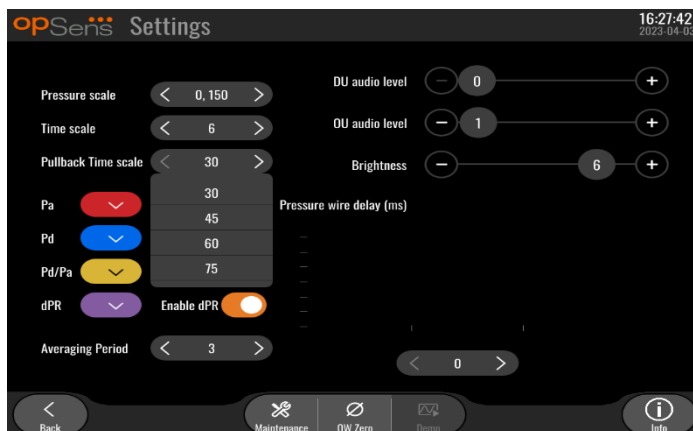 opSens Settings
16:27:42
2023-04-03
Pressure scale 0, 150
Time scale 6
Pullback Time scale 30
30
45
60
75
Pa
Pd
Pd/Pa
dPR Enable dPR
Averaging Period 3
DU audio level 0
OU audio level 1
Brightness 6
Pressure wire delay (ms)
0
Back
Maintenance
OW Zero
Demo
Info